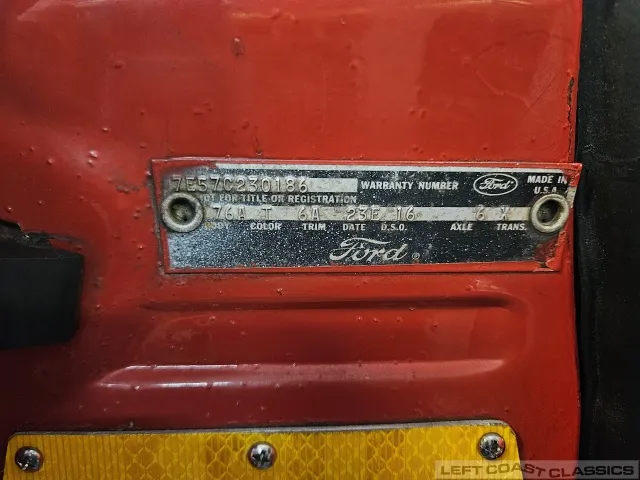 7E57C230186 WARRANTY NUMBER Ford MADE IN U.S.A.
NOT FOR TITLE OR REGISTRATION
76A T 6A 23F 16 6 X
BODY COLOR TRIM DATE D.S.O. AXLE TRANS.
Ford ®
LEFT COAST CLASSICS